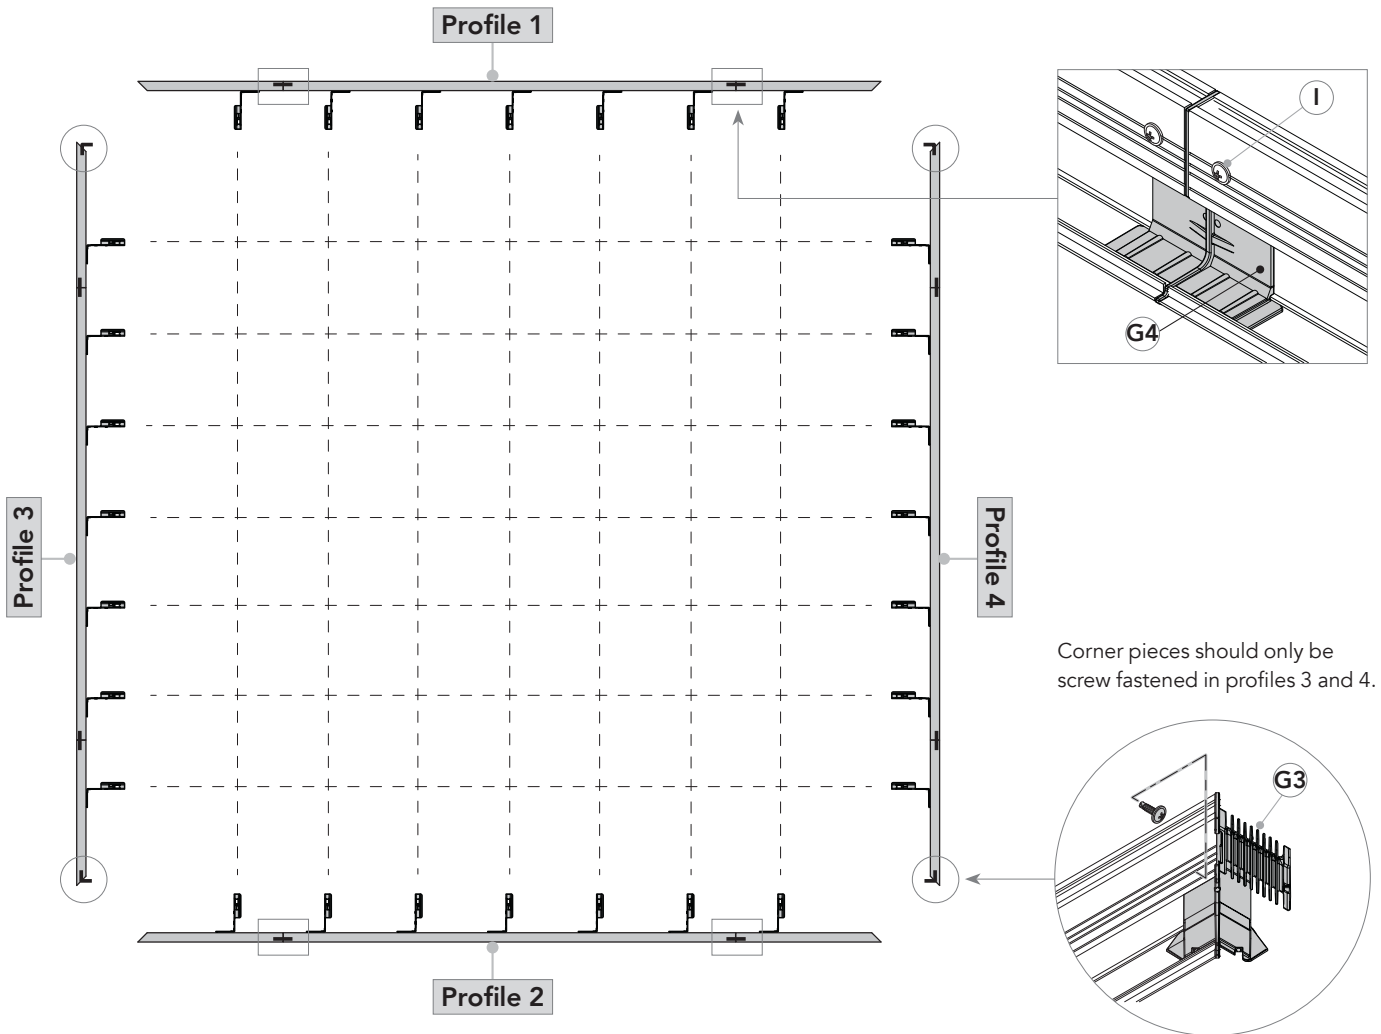 Profile 1
I
G4
Profile 3
Profile 4
Corner pieces should only be
screw fastened in profiles 3 and 4.
G3
Profile 2